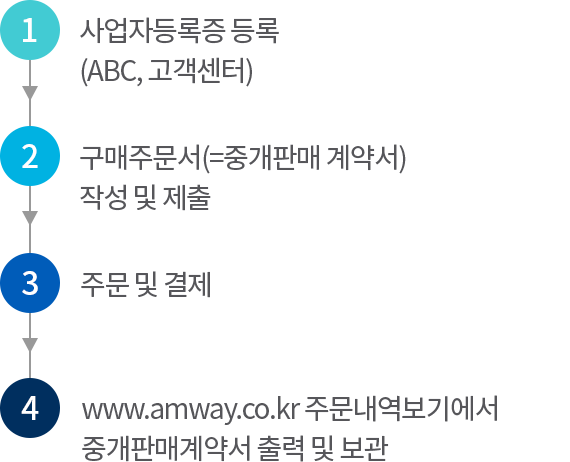 1 사업자등록증 등록
(ABC, 고객센터)
2 구매주문서(=중개판매 계약서)
작성 및 제출
3 주문 및 결제
4 www.amway.co.kr 주문내역보기에서
중개판매계약서 출력 및 보관